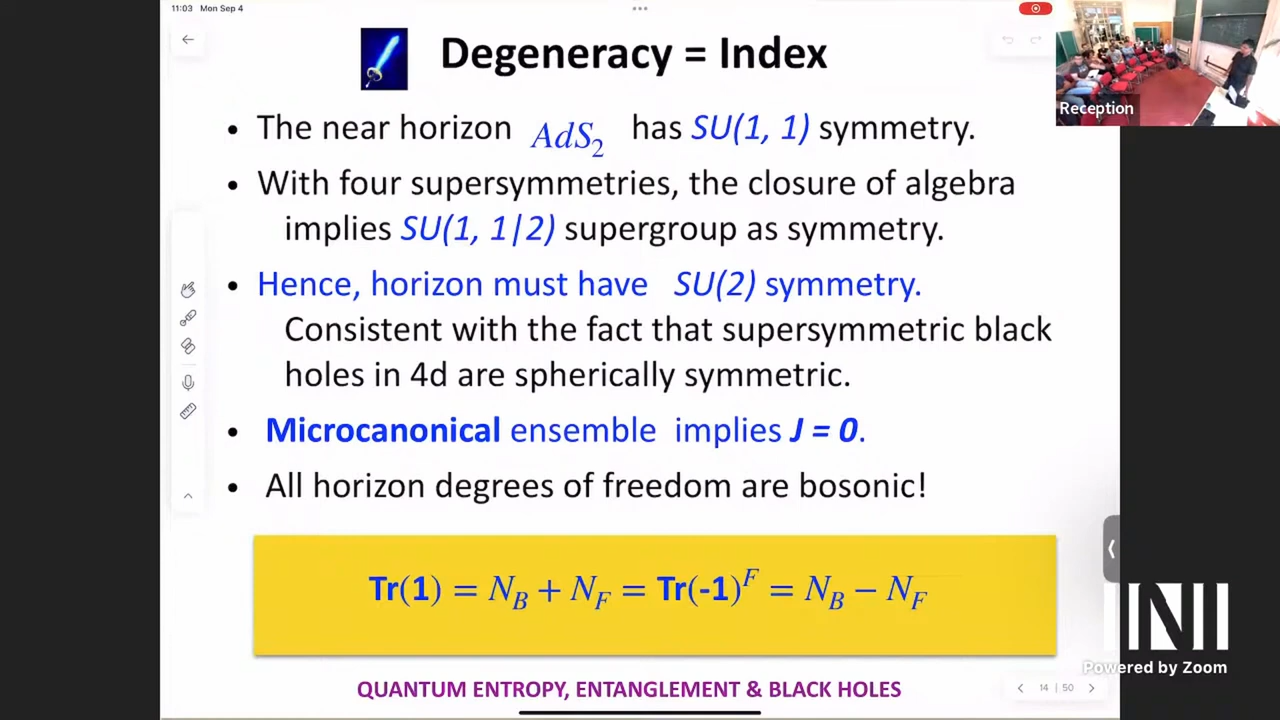 11:03 Mon Sep 4
Degeneracy = Index
• The near horizon AdS₂ has SU(1, 1) symmetry.
• With four supersymmetries, the closure of algebra
implies SU(1, 1|2) supergroup as symmetry.
• Hence, horizon must have SU(2) symmetry.
Consistent with the fact that supersymmetric black
holes in 4d are spherically symmetric.
• Microcanonical ensemble implies J = 0.
• All horizon degrees of freedom are bosonic!
Tr(1) = N_B + N_F = Tr(-1)^F = N_B − N_F
QUANTUM ENTROPY, ENTANGLEMENT & BLACK HOLES
14 | 50
Reception
Powered by Zoom